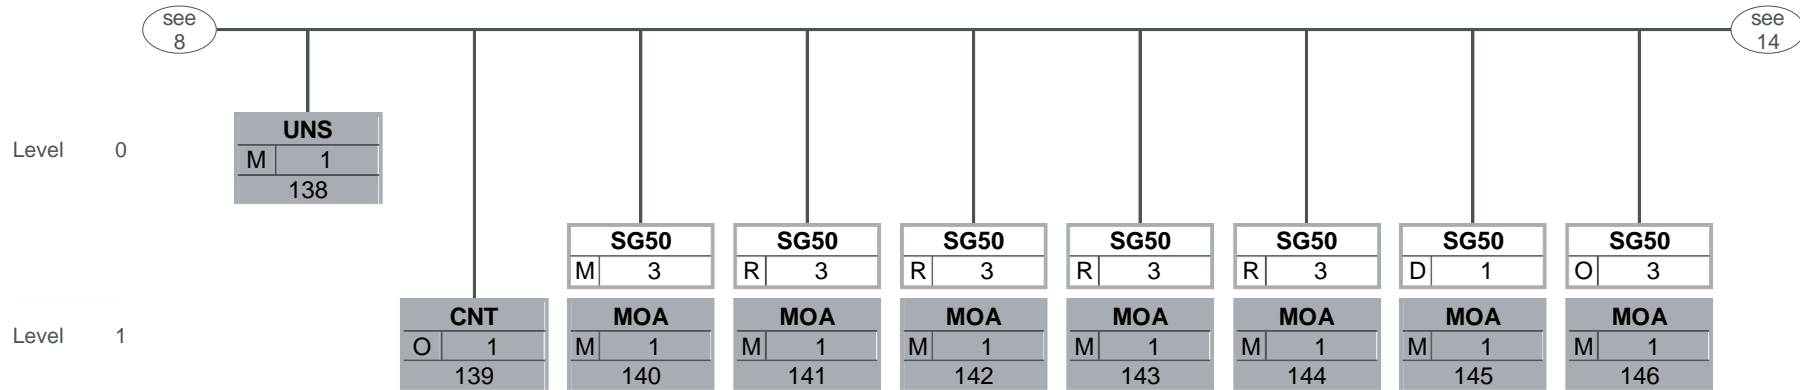 see
8
see
14
Level 0
UNS
M 1
138
SG50 SG50 SG50 SG50 SG50 SG50 SG50
M 3 R 3 R 3 R 3 R 3 D 1 O 3
Level 1
CNT MOA MOA MOA MOA MOA MOA MOA
O 1 M 1 M 1 M 1 M 1 M 1 M 1 M 1
139 140 141 142 143 144 145 146